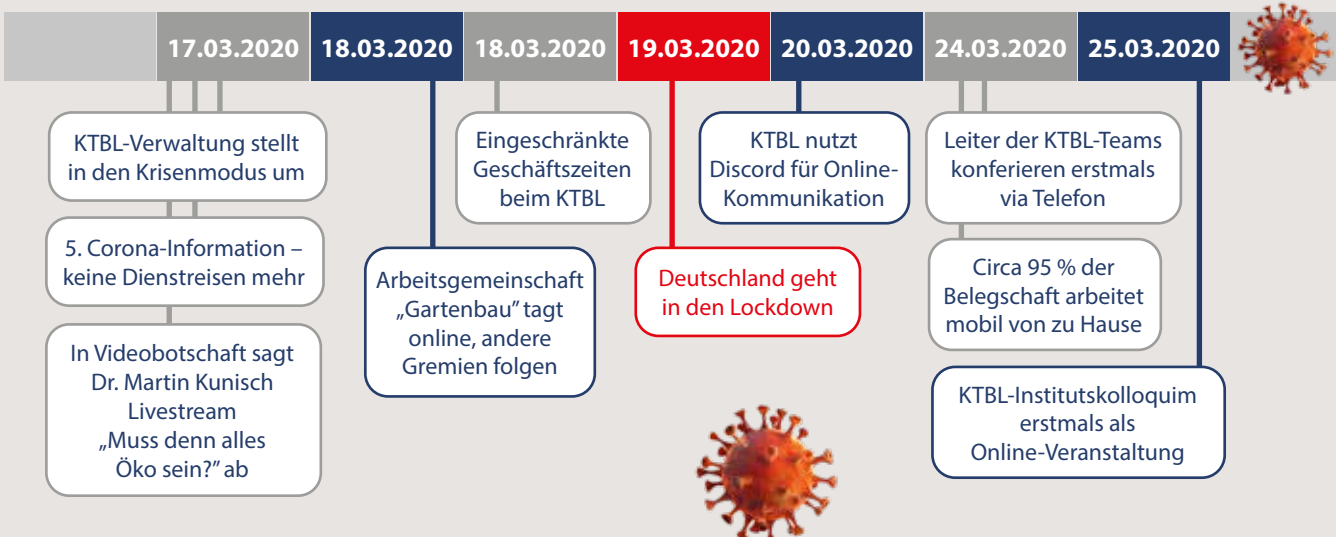 17.03.2020
18.03.2020
18.03.2020
19.03.2020
20.03.2020
24.03.2020
25.03.2020
KTBL-Verwaltung stellt
in den Krisenmodus um
5. Corona-Information –
keine Dienstreisen mehr
In Videobotschaft sagt
Dr. Martin Kunisch
Livestream
„Muss denn alles
Öko sein?” ab
Arbeitsgemeinschaft
„Gartenbau” tagt
online, andere
Gremien folgen
Eingeschränkte
Geschäftszeiten
beim KTBL
Deutschland geht
in den Lockdown
KTBL nutzt
Discord für Online-
Kommunikation
Leiter der KTBL-Teams
konferieren erstmals
via Telefon
Circa 95 % der
Belegschaft arbeitet
mobil von zu Hause
KTBL-Institutskolloquim
erstmals als
Online-Veranstaltung